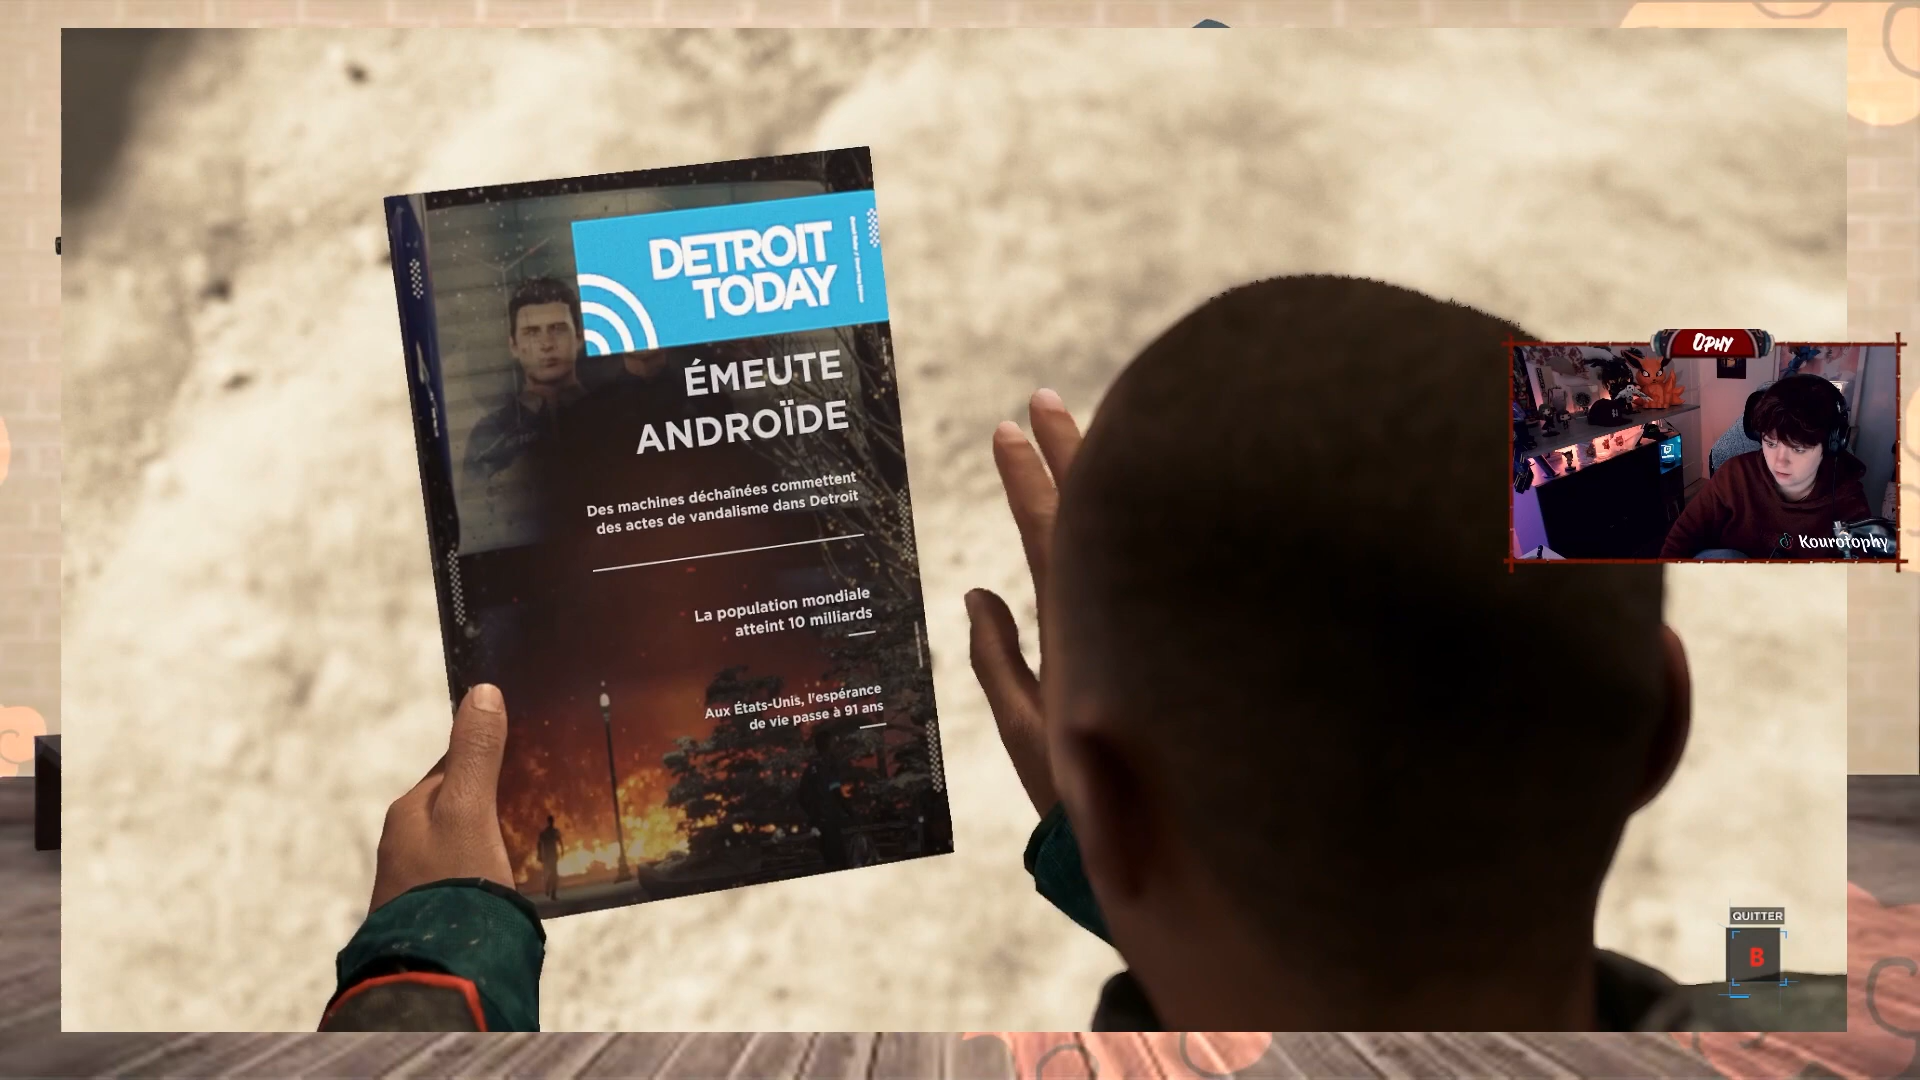 DETROIT
TODAY
ÉMEUTE
ANDROÏDE
Des machines déchaînées commettent
des actes de vandalisme dans Detroit
La population mondiale
atteint 10 milliards
Aux États-Unis, l'espérance
de vie passe à 91 ans
OPHY
Kourotophy
QUITTER
B